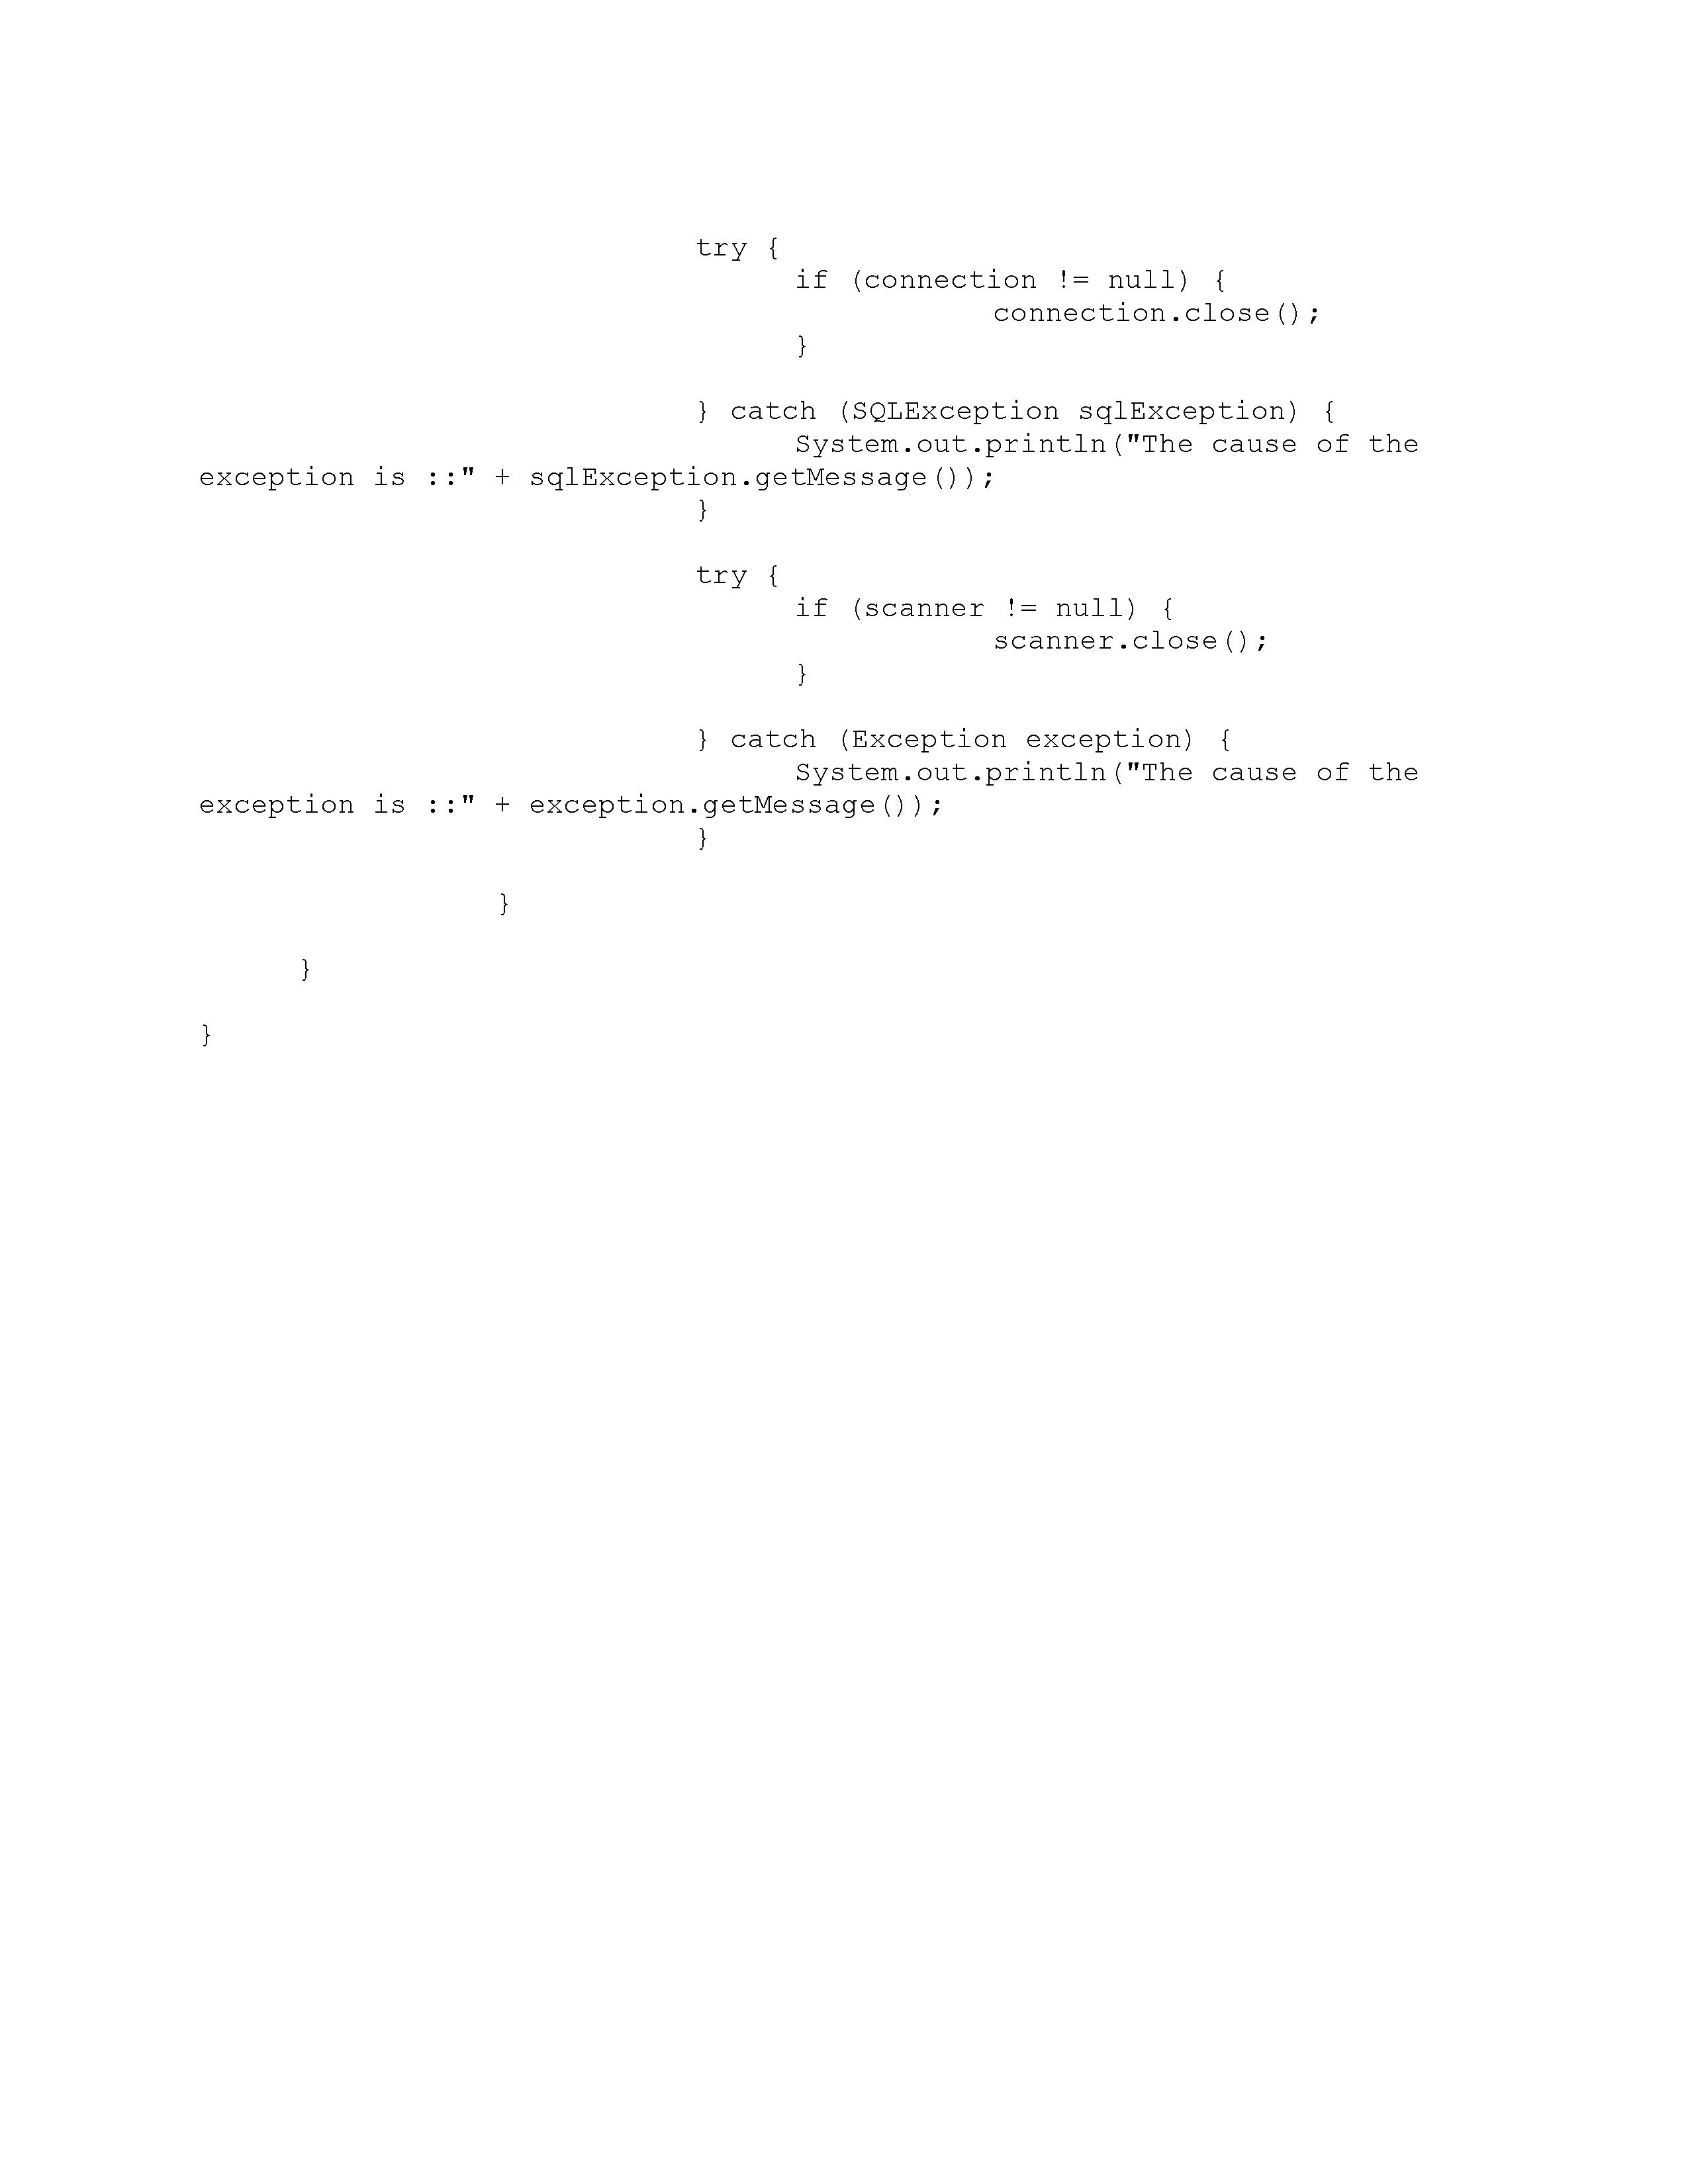 try {
if (connection != null) {
connection.close();
}
} catch (SQLException sqlException) {
System.out.println("The cause of the
exception is ::" + sqlException.getMessage());
}
try {
if (scanner != null) {
scanner.close();
}
} catch (Exception exception) {
System.out.println("The cause of the
exception is ::" + exception.getMessage());
}
}
}
}